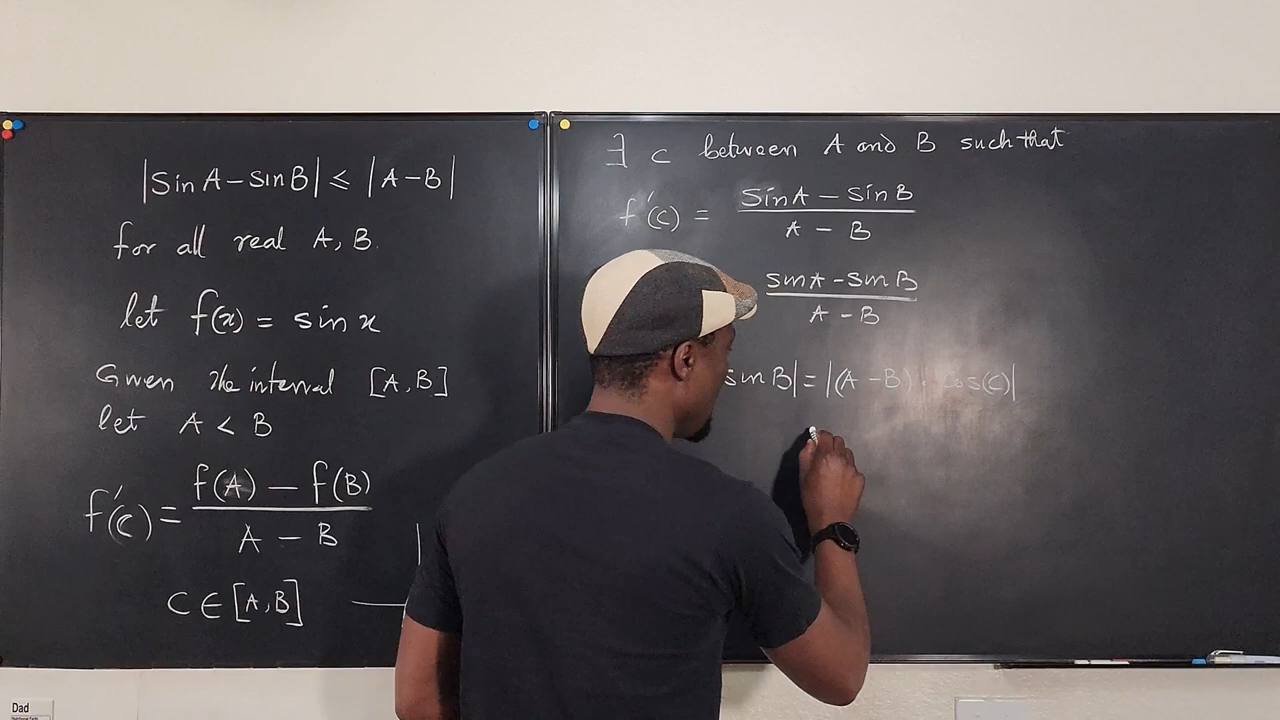 |Sin A - sin B| ≤ |A - B|
for all real A, B.
let f(x) = sin x
Given the interval [A, B]
let A < B
f'(c) = f(A) - f(B) / A - B
C ∈ [A, B]
∃ c between A and B such that
f'(c) = Sin A - sin B / A - B
sin A - sin B / A - B
sin B| = |(A - B) · cos(c)|
Dad